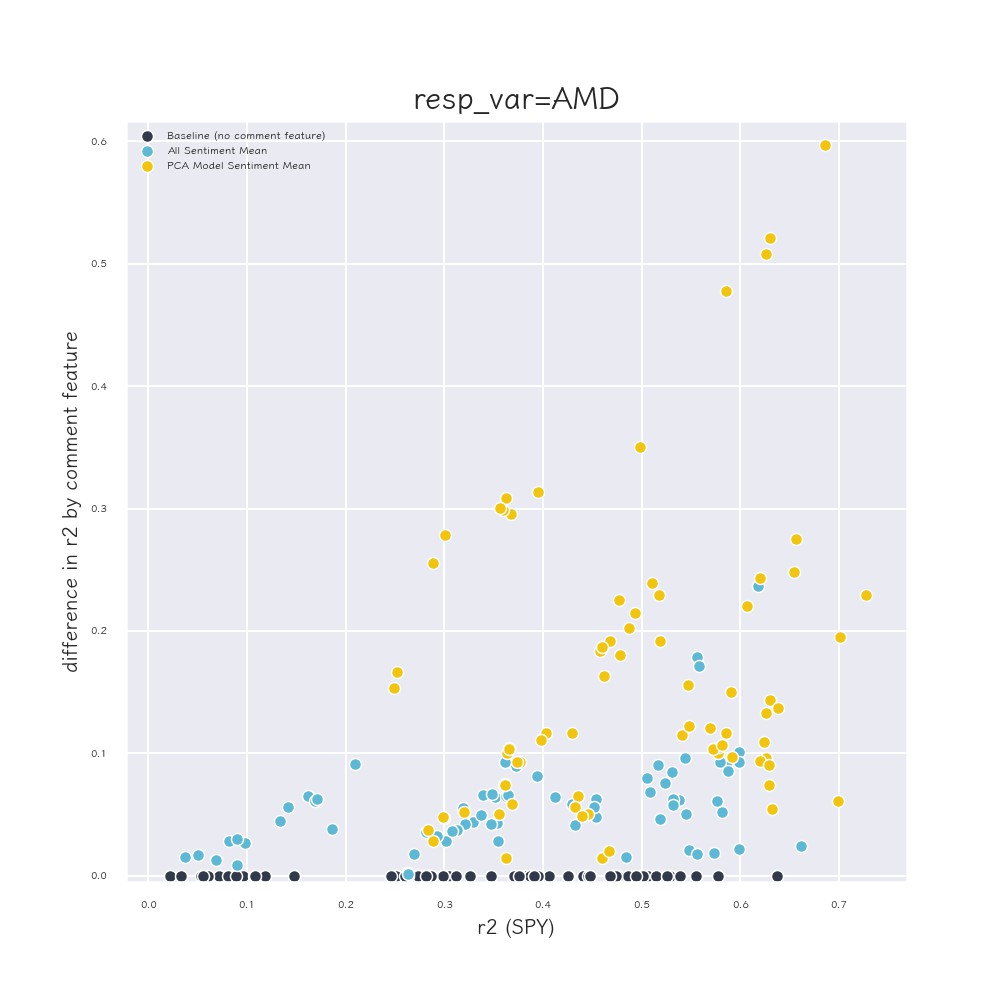 resp_var=AMD
Baseline (no comment feature)
All Sentiment Mean
PCA Model Sentiment Mean
difference in r2 by comment feature
0.6
0.5
0.4
0.3
0.2
0.1
0.0
0.0 0.1 0.2 0.3 0.4 0.5 0.6 0.7
r2 (SPY)